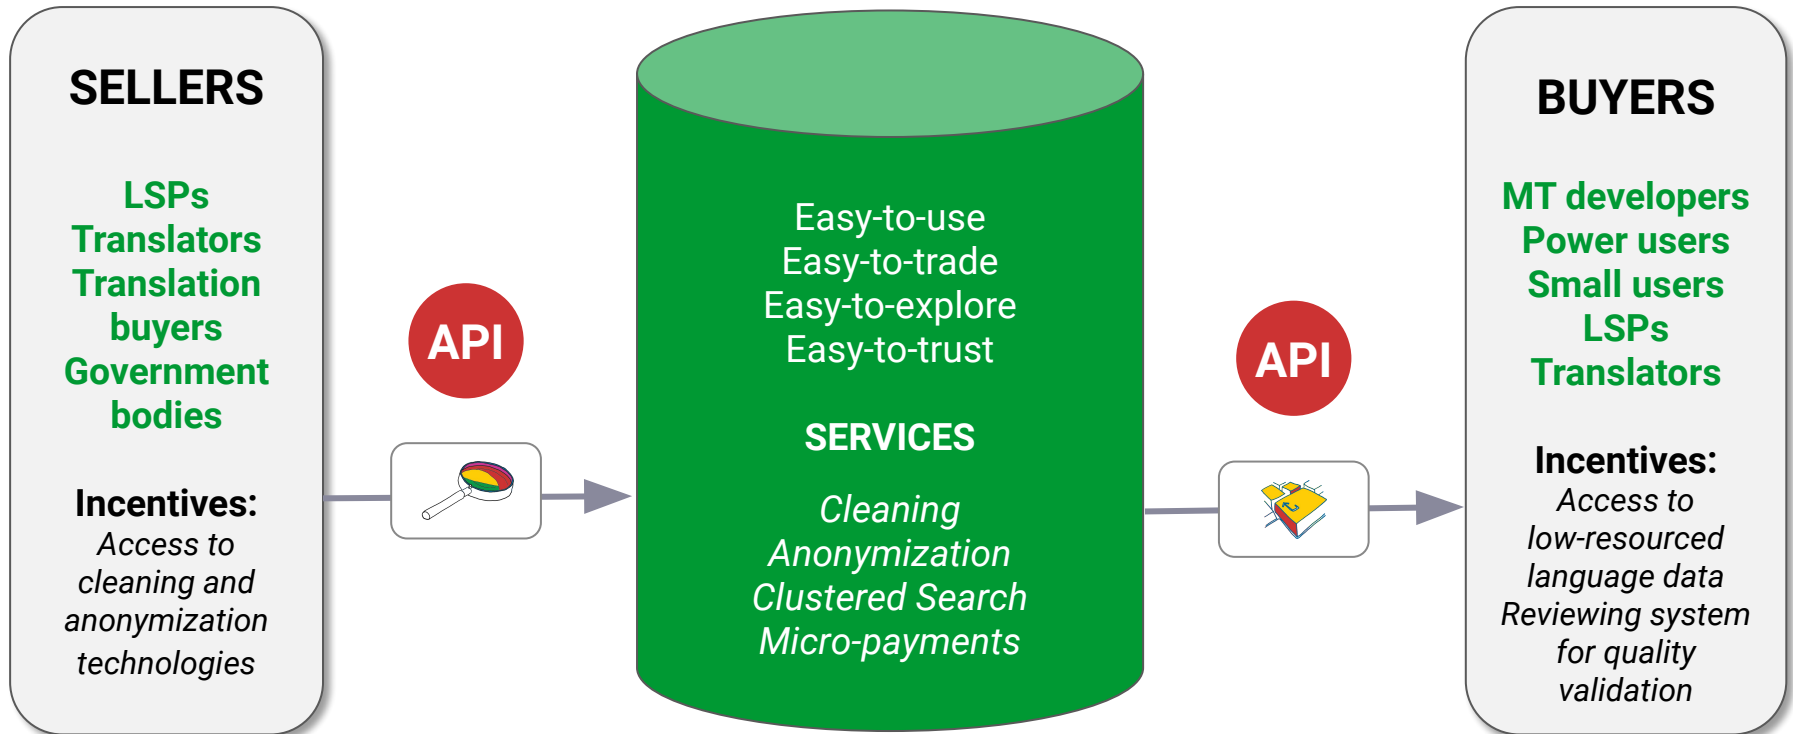 SELLERS
LSPs
Translators
Translation
buyers
Government
bodies
Incentives:
Access to
cleaning and
anonymization
technologies
API
Easy-to-use
Easy-to-trade
Easy-to-explore
Easy-to-trust
SERVICES
Cleaning
Anonymization
Clustered Search
Micro-payments
API
BUYERS
MT developers
Power users
Small users
LSPs
Translators
Incentives:
Access to
low-resourced
language data
Reviewing system
for quality
validation